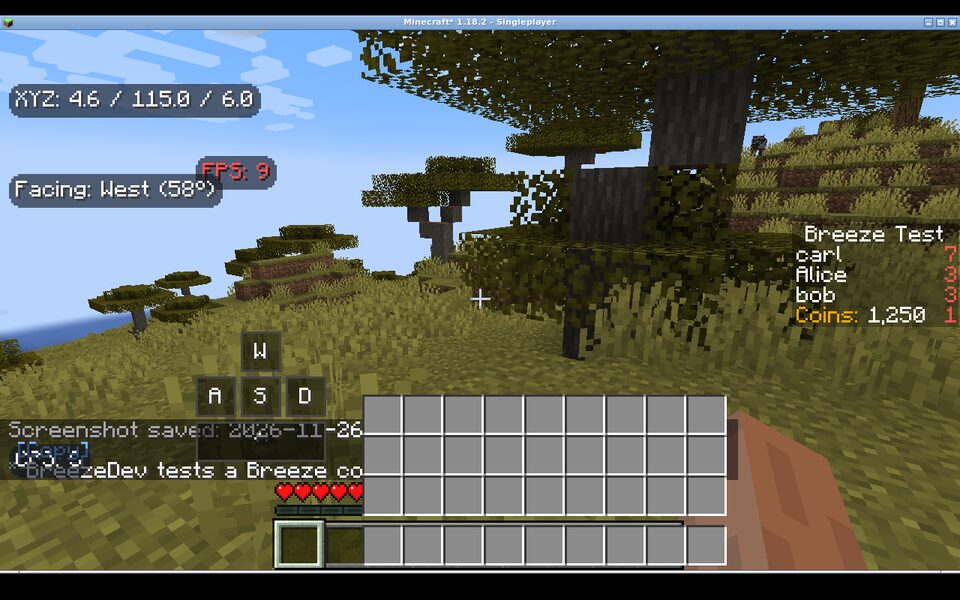 Minecraft* 1.18.2 - Singleplayer
XYZ: 4.6 / 115.0 / 6.0
FPS: 9
Facing: West (58°)
Breeze Test
carl 7
Alice 3
bob 3
Coins: 1,250 1
W
A S D
Screenshot saved: 2026-11-26
[Copy]
* BreezeDev tests a Breeze co